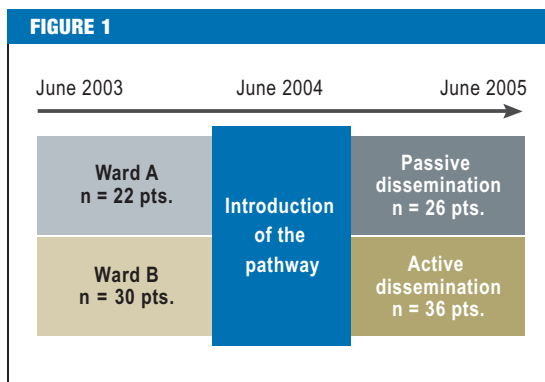 FIGURE 1
June 2003 June 2004 June 2005
Ward A
n = 22 pts.
Introduction
of the
pathway
Passive
dissemination
n = 26 pts.
Ward B
n = 30 pts.
Active
dissemination
n = 36 pts.